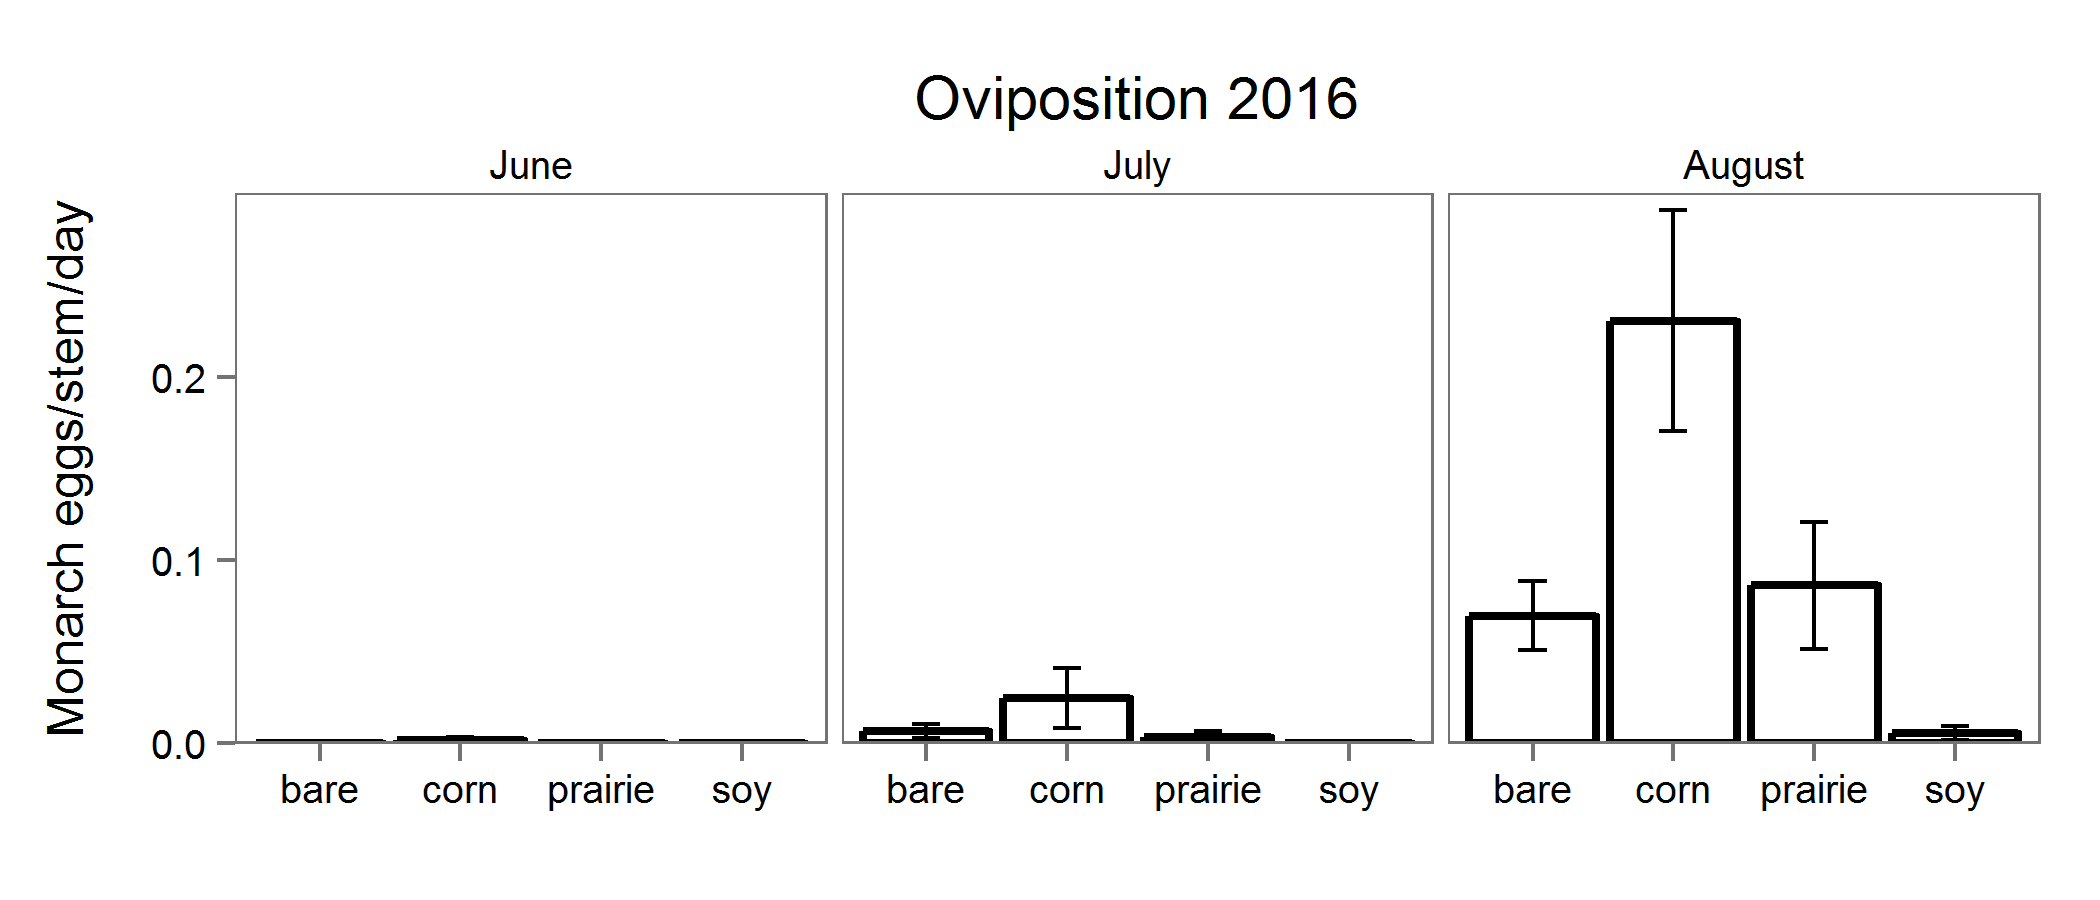 Oviposition 2016
June July August
Monarch eggs/stem/day
0.2
0.1
0.0
bare corn prairie soy bare corn prairie soy bare corn prairie soy